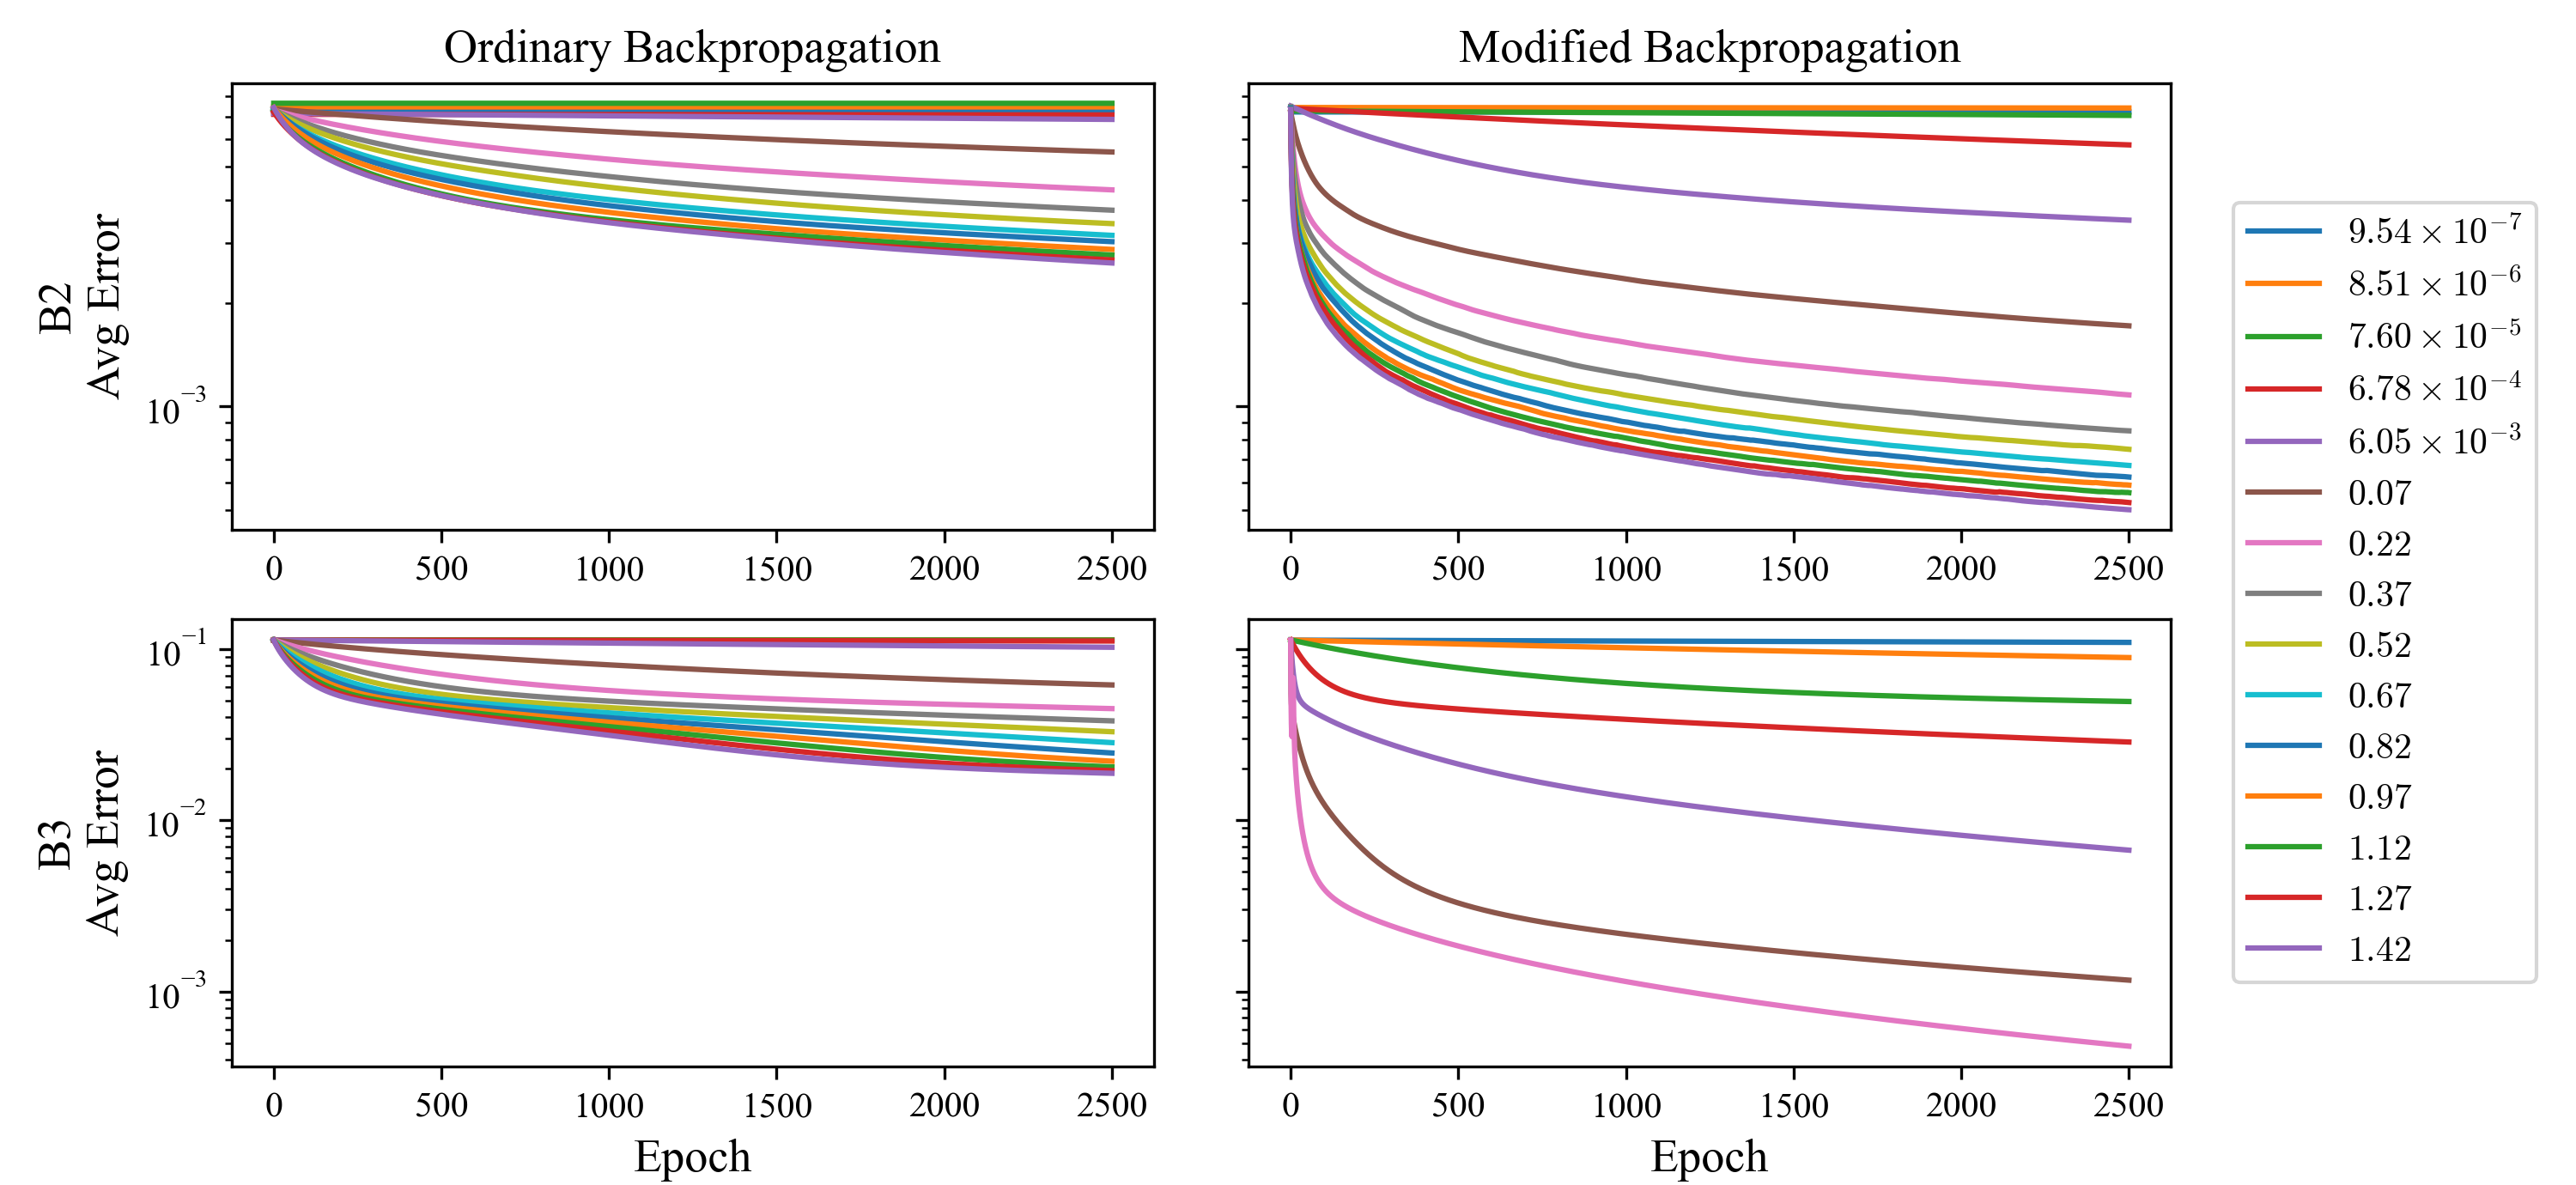 Ordinary Backpropagation
Modified Backpropagation
B2
Avg Error
10⁻³
0 500 1000 1500 2000 2500
0 500 1000 1500 2000 2500
B3
Avg Error
10⁻¹
10⁻²
10⁻³
0 500 1000 1500 2000 2500
0 500 1000 1500 2000 2500
Epoch
Epoch
9.54 × 10⁻⁷
8.51 × 10⁻⁶
7.60 × 10⁻⁵
6.78 × 10⁻⁴
6.05 × 10⁻³
0.07
0.22
0.37
0.52
0.67
0.82
0.97
1.12
1.27
1.42